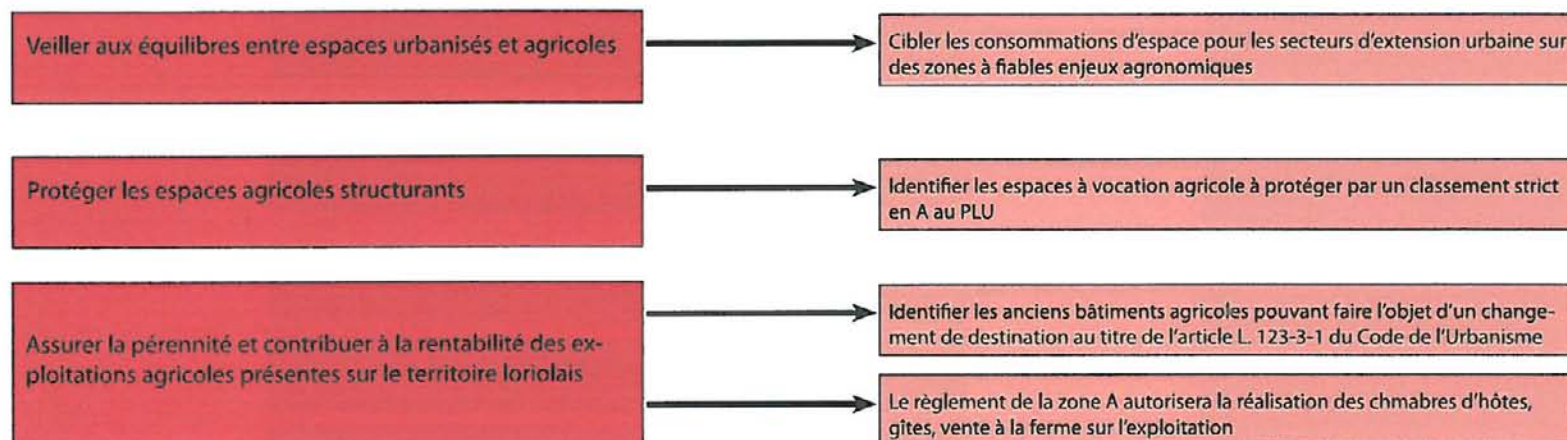 Veiller aux équilibres entre espaces urbanisés et agricoles
Cibler les consommations d'espace pour les secteurs d'extension urbaine sur
des zones à fiables enjeux agronomiques
Protéger les espaces agricoles structurants
Identifier les espaces à vocation agricole à protéger par un classement strict
en A au PLU
Assurer la pérennité et contribuer à la rentabilité des ex-
ploitations agricoles présentes sur le territoire loriolais
Identifier les anciens bâtiments agricoles pouvant faire l'objet d'un change-
ment de destination au titre de l'article L. 123-3-1 du Code de l'Urbanisme
Le règlement de la zone A autorisera la réalisation des chmabres d'hôtes,
gîtes, vente à la ferme sur l'exploitation